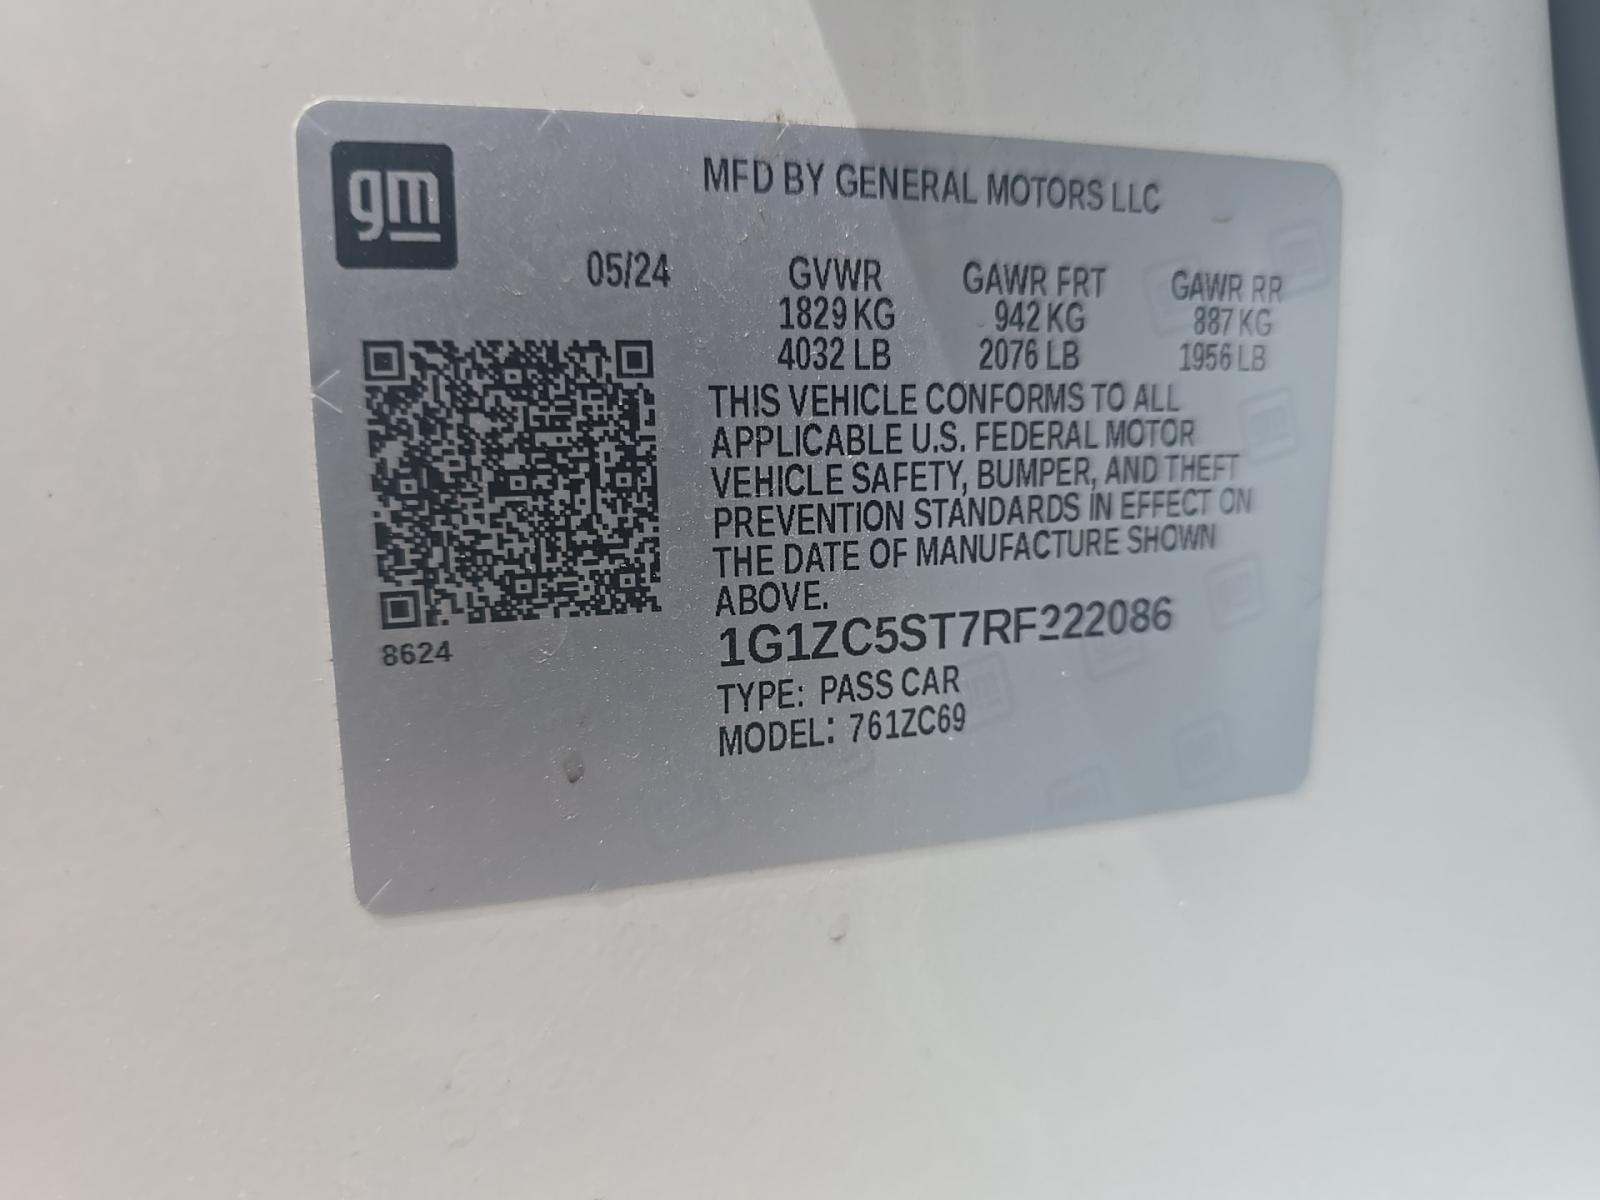 gm
MFD BY GENERAL MOTORS LLC
05/24
GVWR GAWR FRT GAWR RR
1829 KG 942 KG 887 KG
4032 LB 2076 LB 1956 LB
THIS VEHICLE CONFORMS TO ALL
APPLICABLE U.S. FEDERAL MOTOR
VEHICLE SAFETY, BUMPER, AND THEFT
PREVENTION STANDARDS IN EFFECT ON
THE DATE OF MANUFACTURE SHOWN
ABOVE.
1G1ZC5ST7RF222086
8624
TYPE: PASS CAR
MODEL: 761ZC69